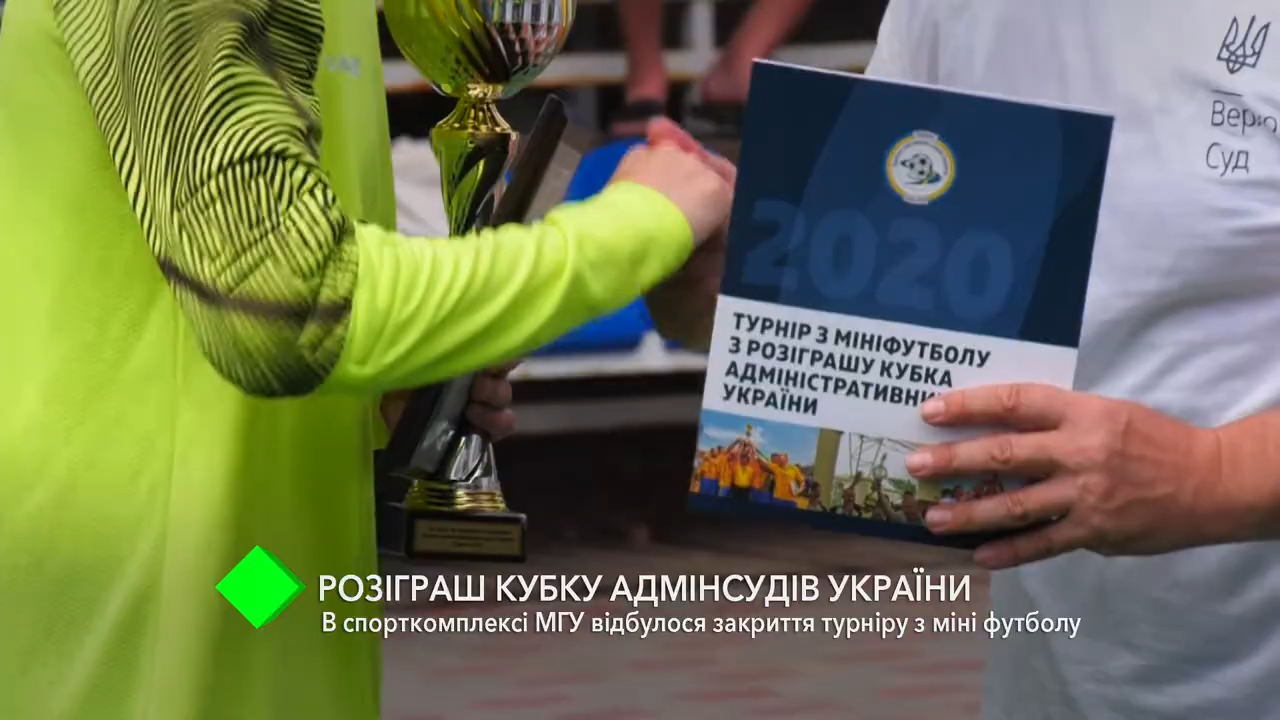 Верхо
Суд
2020
ТУРНІР З МІНІФУТБОЛУ
З РОЗІГРАШУ КУБКА
АДМІНІСТРАТИВНИ
УКРАЇНИ
РОЗІГРАШ КУБКУ АДМІНСУДІВ УКРАЇНИ
В спорткомплексі МГУ відбулося закриття турніру з міні футболу